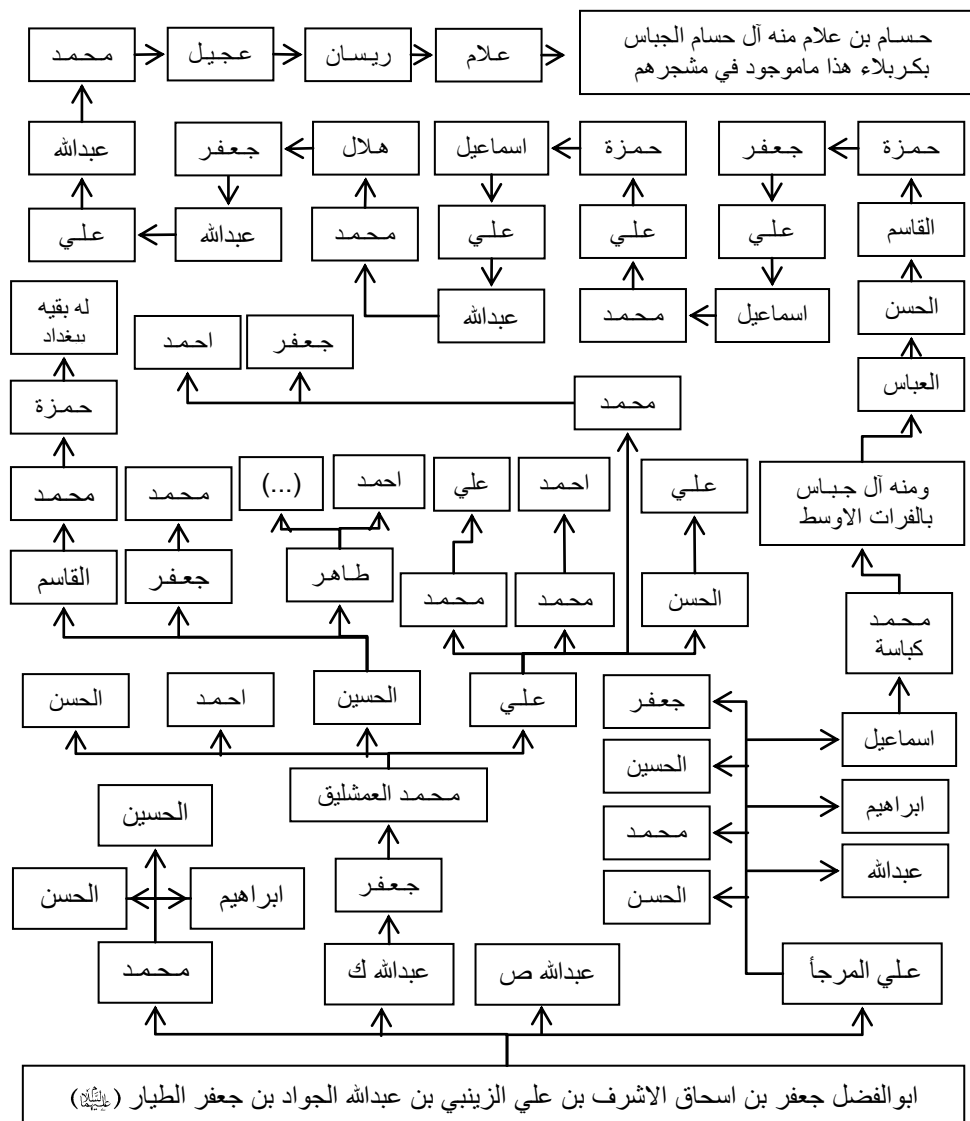 حسام بن علام منه آل حسام الجباس
بكربلاء هذا ماموجود في مشجرهم
علام
ريسان
عجيل
محمد
حمزة
جعفر
حمزة
اسماعيل
هلال
جعفر
عبدالله
القاسم
علي
علي
علي
محمد
عبدالله
علي
الحسن
اسماعيل
محمد
عبدالله
جعفر
احمد
له بقيه
ببغداد
العباس
محمد
حمزة
ومنه آل جباس
بالفرات الاوسط
علي
احمد
علي
احمد
(...)
محمد
محمد
محمد
كباسة
الحسن
محمد
محمد
طاهر
جعفر
القاسم
اسماعيل
جعفر
علي
الحسين
احمد
الحسن
الحسين
ابراهيم
محمد
عبدالله
الحسن
محمد العمشليق
الحسين
جعفر
ابراهيم
الحسن
علي المرجأ
عبدالله ص
عبدالله ك
محمد
ابوالفضل جعفر بن اسحاق الاشرف بن علي الزينبي بن عبدالله الجواد بن جعفر الطيار (عليهما السلام)